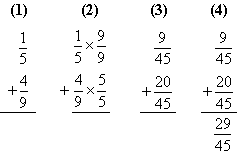 (1) (2) (3) (4)
1/5 1/5 × 9/9 9/45 9/45
+ 4/9 + 4/9 × 5/5 + 20/45 + 20/45
29/45